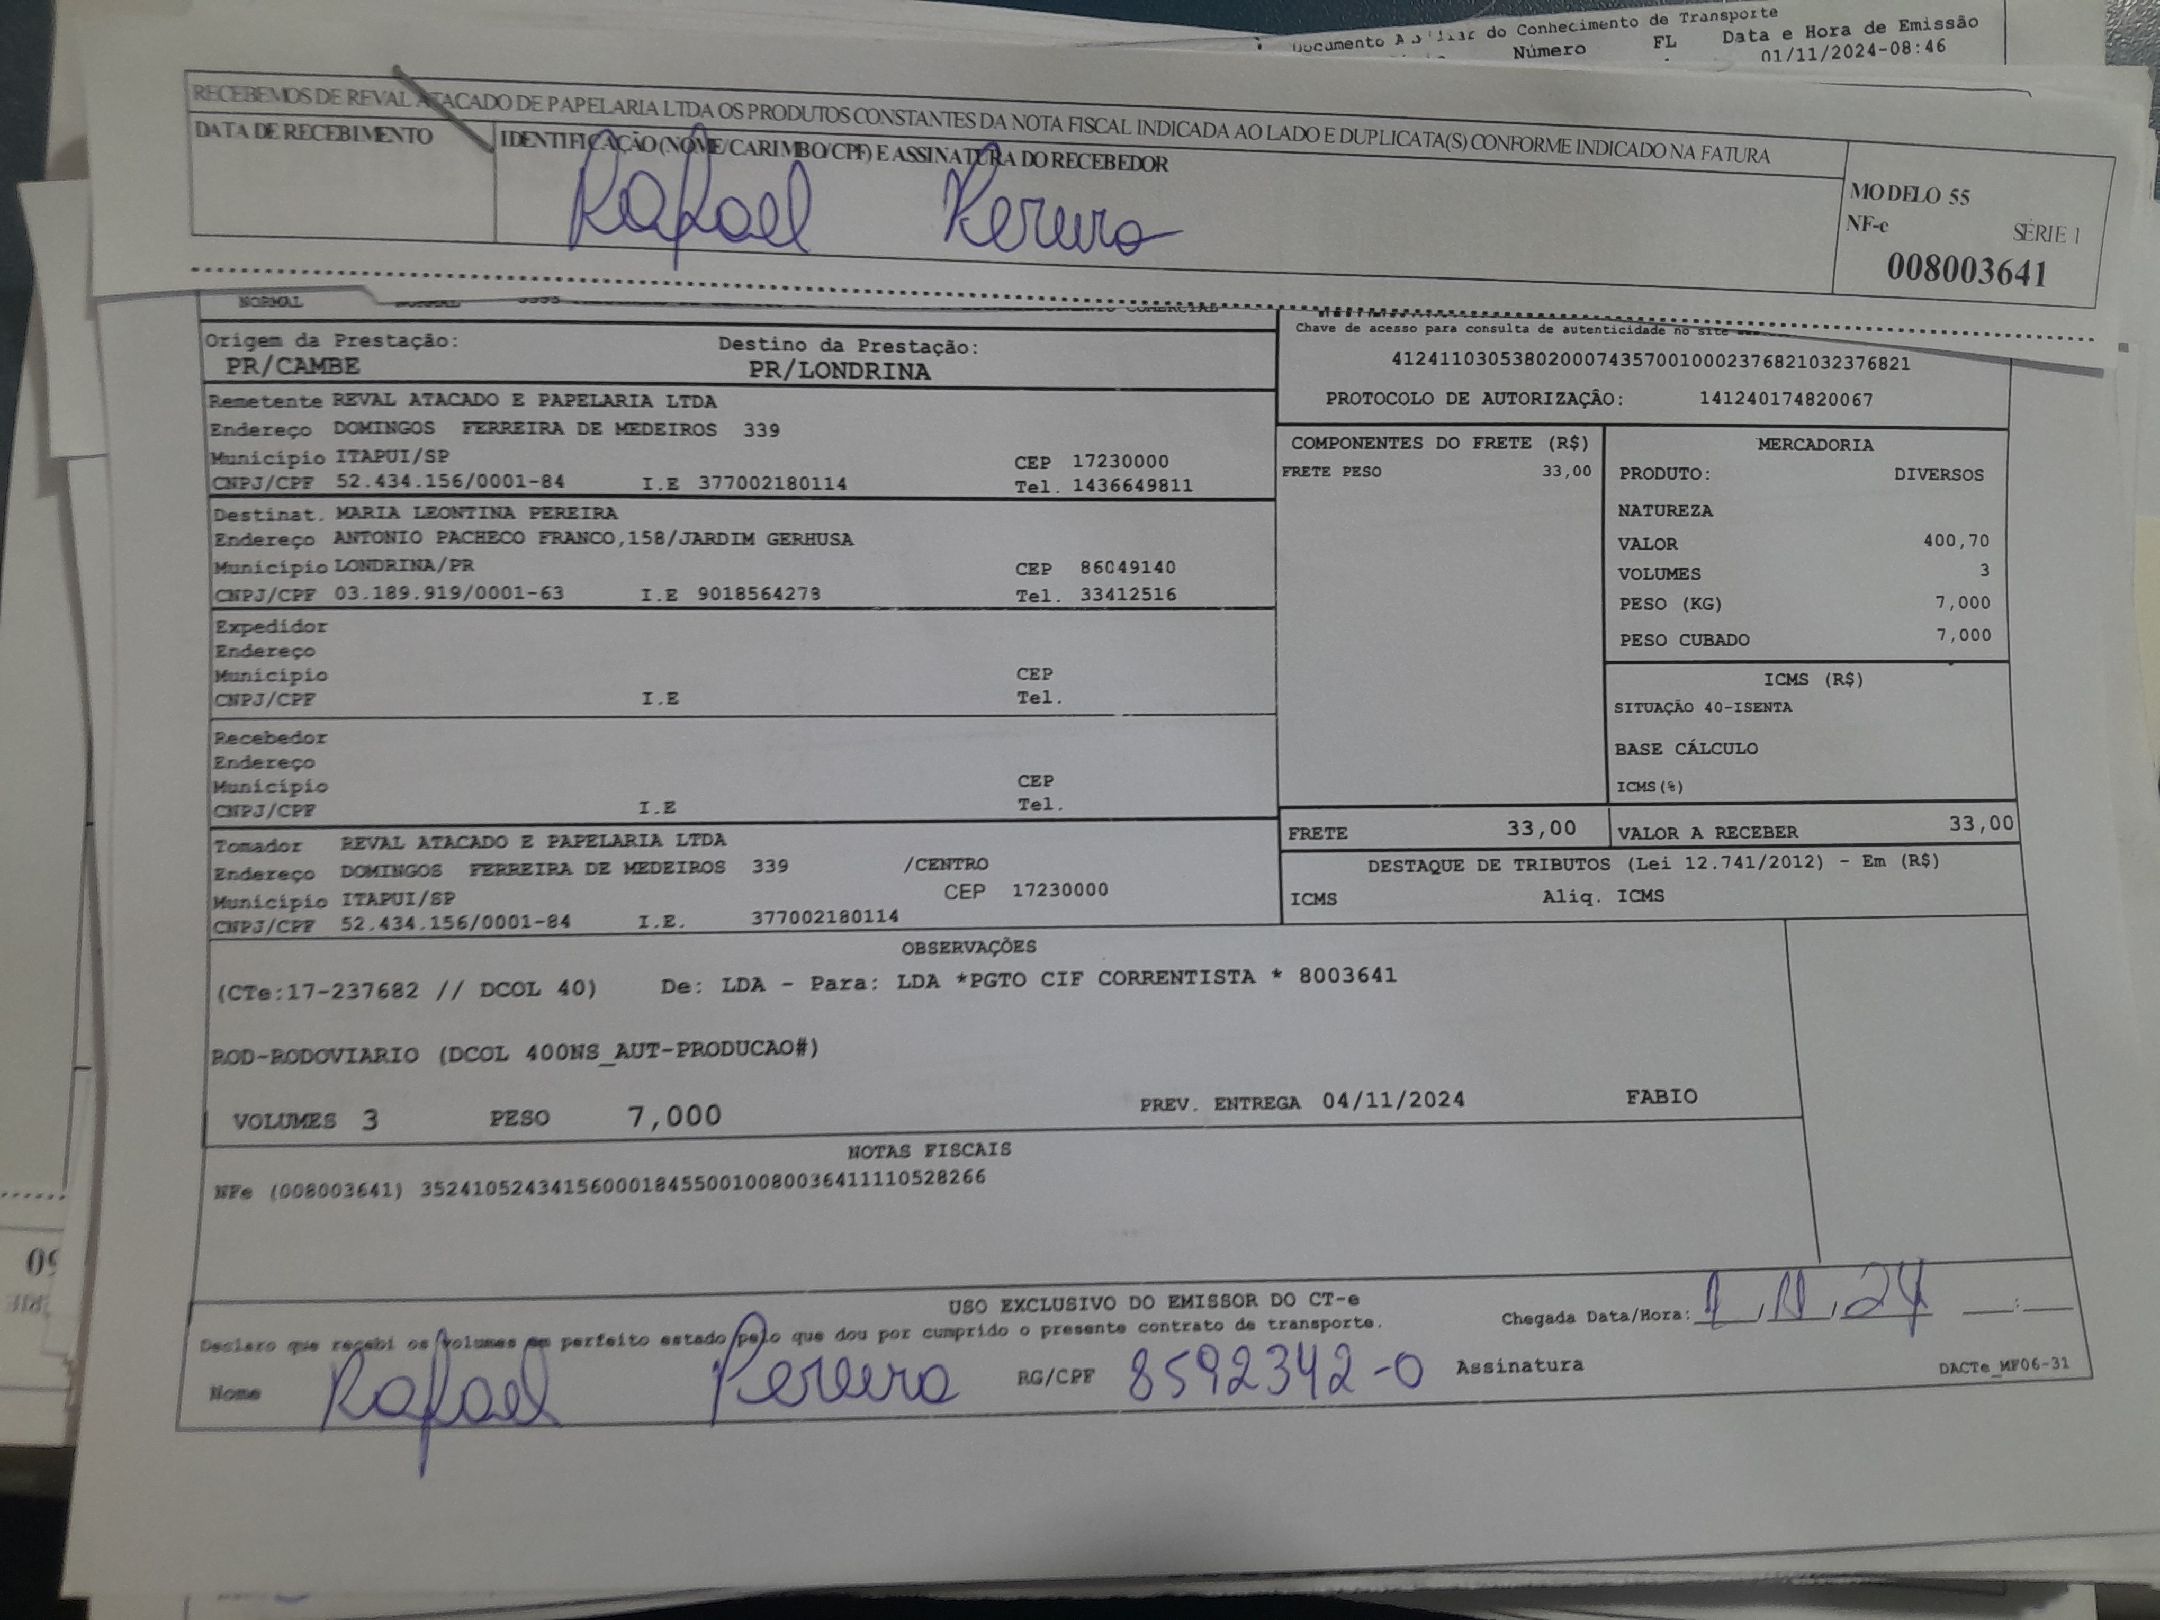 Documento Auxiliar do Conhecimento de Transporte
Número FL Data e Hora de Emissão
01/11/2024-08:46
RECEBEMOS DE REVAL ATACADO DE PAPELARIA LTDA OS PRODUTOS CONSTANTES DA NOTA FISCAL INDICADA AO LADO E DUPLICATA(S) CONFORME INDICADO NA FATURA
DATA DE RECEBIMENTO IDENTIFICAÇÃO (NOME/CARIMBO/CPF) E ASSINATURA DO RECEBEDOR
Rafael Pereira
MODELO 55
NF-e SÉRIE 1
008003641
NORMAL NORMAL
Chave de acesso para consulta de autenticidade no site
41241103053802000743570010002376821032376821
PROTOCOLO DE AUTORIZAÇÃO: 141240174820067
Origem da Prestação: Destino da Prestação:
PR/CAMBE PR/LONDRINA
Remetente REVAL ATACADO E PAPELARIA LTDA
Endereço DOMINGOS FERREIRA DE MEDEIROS 339
Município ITAPUI/SP CEP 17230000
CNPJ/CPF 52.434.156/0001-84 I.E 377002180114 Tel. 1436649811
Destinat. MARIA LEONTINA PEREIRA
Endereço ANTONIO PACHECO FRANCO,158/JARDIM GERHUSA
Município LONDRINA/PR CEP 86049140
CNPJ/CPF 03.189.919/0001-63 I.E 9018564278 Tel. 33412516
Expedidor
Endereço
Município CEP
CNPJ/CPF I.E Tel.
Recebedor
Endereço
Município CEP
CNPJ/CPF I.E Tel.
Tomador REVAL ATACADO E PAPELARIA LTDA
Endereço DOMINGOS FERREIRA DE MEDEIROS 339 /CENTRO
Município ITAPUI/SP CEP 17230000
CNPJ/CPF 52.434.156/0001-84 I.E. 377002180114
COMPONENTES DO FRETE (R$)
FRETE PESO 33,00
MERCADORIA
PRODUTO: DIVERSOS
NATUREZA
VALOR 400,70
VOLUMES 3
PESO (KG) 7,000
PESO CUBADO 7,000
ICMS (R$)
SITUAÇÃO 40-ISENTA
BASE CÁLCULO
ICMS(%)
FRETE 33,00 VALOR A RECEBER 33,00
DESTAQUE DE TRIBUTOS (Lei 12.741/2012) - Em (R$)
ICMS Aliq. ICMS
OBSERVAÇÕES
(CTe:17-237682 // DCOL 40) De: LDA - Para: LDA *PGTO CIF CORRENTISTA * 8003641
ROD-RODOVIARIO (DCOL 400NS_AUT-PRODUCAO#)
VOLUMES 3 PESO 7,000 PREV. ENTREGA 04/11/2024 FABIO
NOTAS FISCAIS
NFe (008003641) 35241052434156000184550010080036411110528266
USO EXCLUSIVO DO EMISSOR DO CT-e
Declaro que recebi os volumes em perfeito estado pelo que dou por cumprido o presente contrato de transporte.
Chegada Data/Hora: 1/11/24 __:__
Nome Rafael Pereira RG/CPF 8592342-0 Assinatura
DACTe_MF06-31